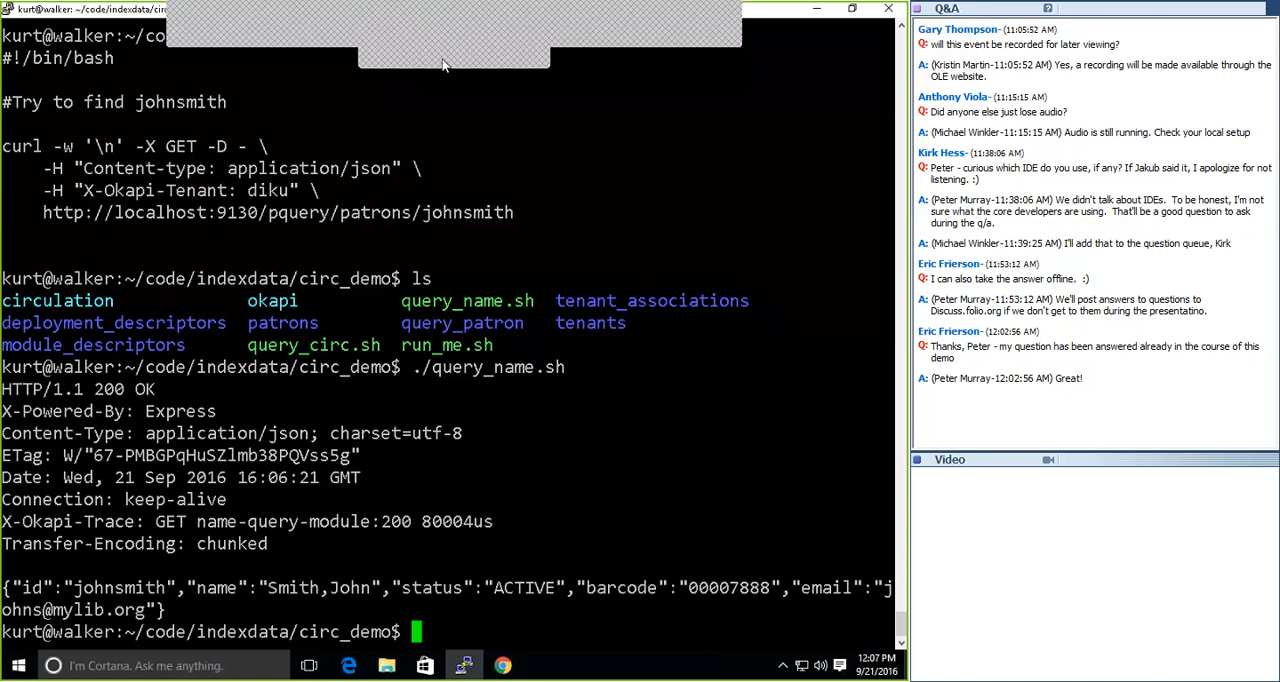 kurt@walker: ~/code/indexdata/circ
kurt@walker:~/co
#!/bin/bash
#Try to find johnsmith
curl -w '\n' -X GET -D - \
-H "Content-type: application/json" \
-H "X-Okapi-Tenant: diku" \
http://localhost:9130/pquery/patrons/johnsmith
kurt@walker:~/code/indexdata/circ_demo$ ls
circulation okapi query_name.sh tenant_associations
deployment_descriptors patrons query_patron tenants
module_descriptors query_circ.sh run_me.sh
kurt@walker:~/code/indexdata/circ_demo$ ./query_name.sh
HTTP/1.1 200 OK
X-Powered-By: Express
Content-Type: application/json; charset=utf-8
ETag: W/"67-PMBGPqHuSZlmb38PQVss5g"
Date: Wed, 21 Sep 2016 16:06:21 GMT
Connection: keep-alive
X-Okapi-Trace: GET name-query-module:200 80004us
Transfer-Encoding: chunked
{"id":"johnsmith","name":"Smith,John","status":"ACTIVE","barcode":"00007888","email":"j
ohns@mylib.org"}
kurt@walker:~/code/indexdata/circ_demo$
I'm Cortana. Ask me anything.
12:07 PM
9/21/2016
Q&A
?
Gary Thompson- (11:05:52 AM)
Q: will this event be recorded for later viewing?
A: (Kristin Martin-11:05:52 AM) Yes, a recording will be made available through the
OLE website.
Anthony Viola- (11:15:15 AM)
Q: Did anyone else just lose audio?
A: (Michael Winkler-11:15:15 AM) Audio is still running. Check your local setup
Kirk Hess- (11:38:06 AM)
Q: Peter - curious which IDE do you use, if any? If Jakub said it, I apologize for not
listening. :)
A: (Peter Murray-11:38:06 AM) We didn't talk about IDEs. To be honest, I'm not
sure what the core developers are using. That'll be a good question to ask
during the q/a.
A: (Michael Winkler-11:39:25 AM) I'll add that to the question queue, Kirk
Eric Frierson- (11:53:12 AM)
Q: I can also take the answer offline. :)
A: (Peter Murray-11:53:12 AM) We'll post answers to questions to
Discuss.folio.org if we don't get to them during the presentatino.
Eric Frierson- (12:02:56 AM)
Q: Thanks, Peter - my question has been answered already in the course of this
demo
A: (Peter Murray-12:02:56 AM) Great!
Video